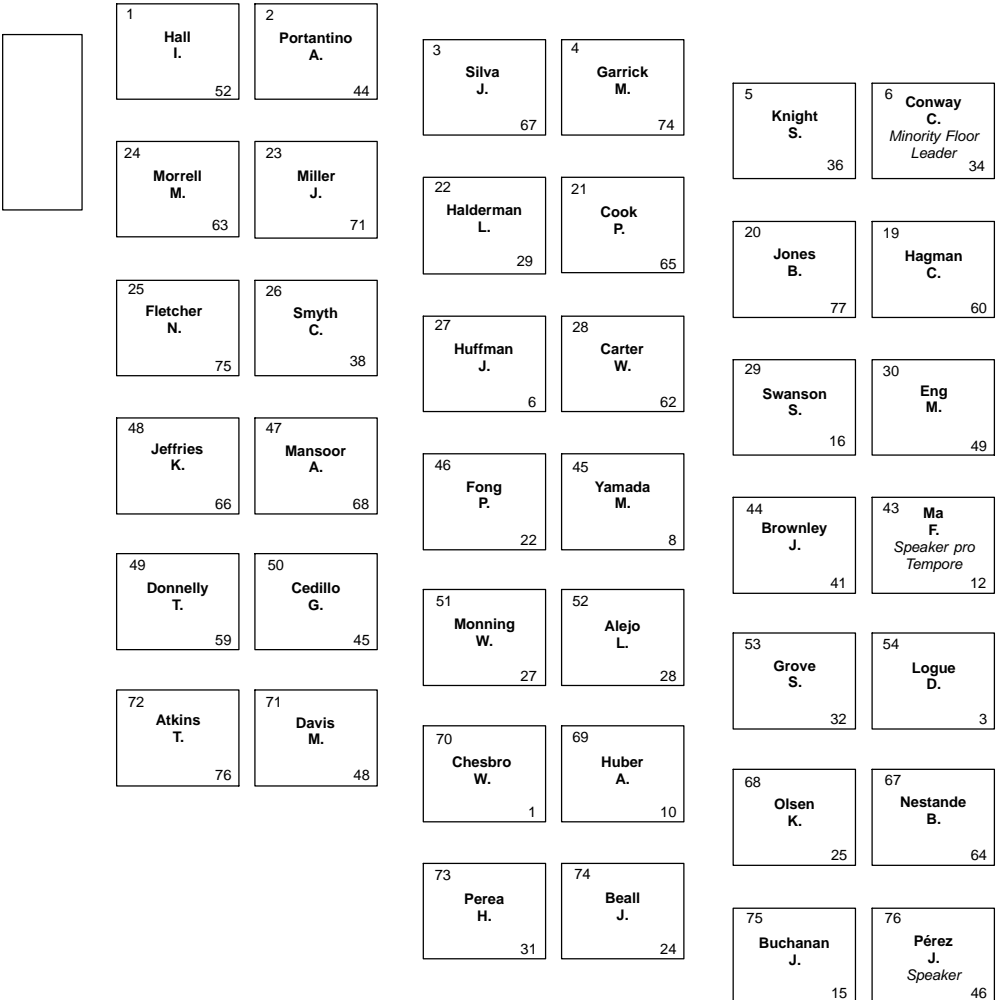 1
Hall
I.
52
2
Portantino
A.
44
3
Silva
J.
67
4
Garrick
M.
74
5
Knight
S.
36
6
Conway
C.
Minority Floor
Leader
34
24
Morrell
M.
63
23
Miller
J.
71
22
Halderman
L.
29
21
Cook
P.
65
20
Jones
B.
77
19
Hagman
C.
60
25
Fletcher
N.
75
26
Smyth
C.
38
27
Huffman
J.
6
28
Carter
W.
62
29
Swanson
S.
16
30
Eng
M.
49
48
Jeffries
K.
66
47
Mansoor
A.
68
46
Fong
P.
22
45
Yamada
M.
8
44
Brownley
J.
41
43
Ma
F.
Speaker pro
Tempore
12
49
Donnelly
T.
59
50
Cedillo
G.
45
51
Monning
W.
27
52
Alejo
L.
28
53
Grove
S.
32
54
Logue
D.
3
72
Atkins
T.
76
71
Davis
M.
48
70
Chesbro
W.
1
69
Huber
A.
10
68
Olsen
K.
25
67
Nestande
B.
64
73
Perea
H.
31
74
Beall
J.
24
75
Buchanan
J.
15
76
Pérez
J.
Speaker
46